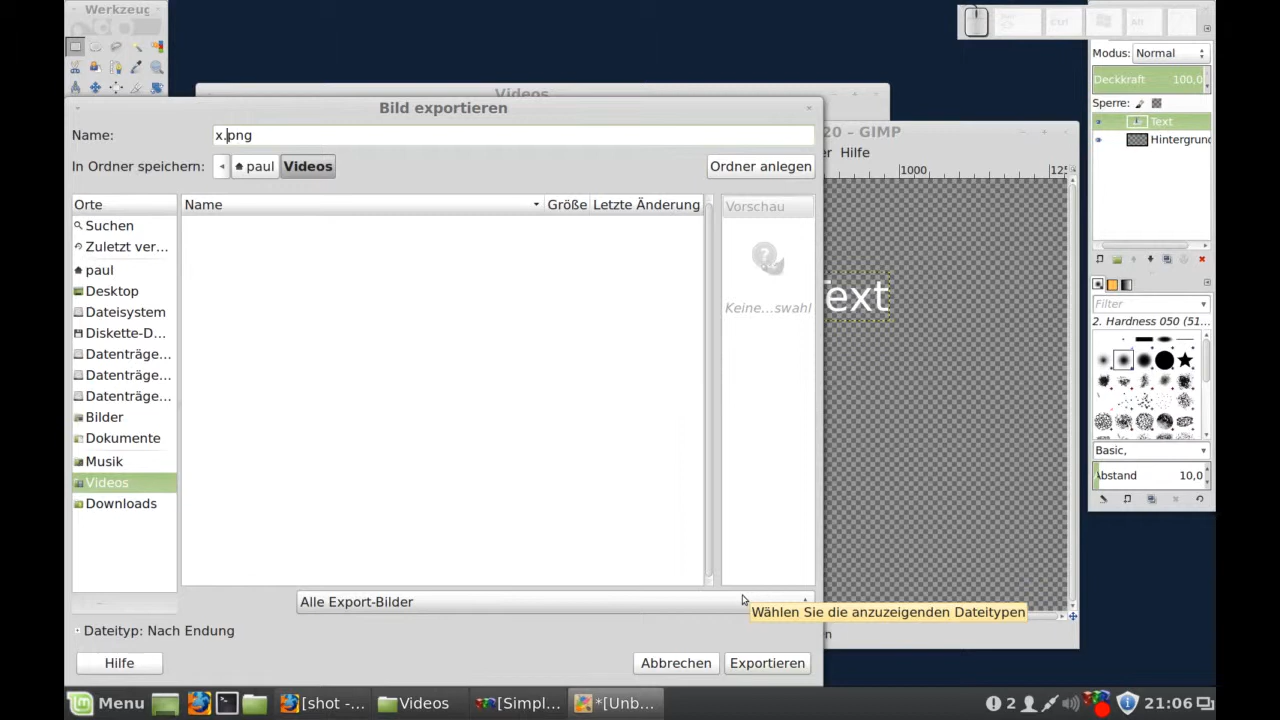 Werkzeug
Ctrl
Alt
Modus: Normal
Deckkraft 100,0
Sperre:
Text
Hintergrund
Videos
Bild exportieren
20 – GIMP
Name: x.png
er Hilfe
In Ordner speichern: paul Videos Ordner anlegen
1000
Orte
Name Größe Letzte Änderung
Vorschau
Suchen
Zuletzt ver...
paul
Desktop
Dateisystem
Diskette-D...
Datenträge...
Datenträge...
Datenträge...
Bilder
Dokumente
Musik
Videos
Downloads
Keine...swahl
Text
Filter
2. Hardness 050 (51...
Basic,
Abstand 10,0
Alle Export-Bilder
Wählen Sie die anzuzeigenden Dateitypen
Dateityp: Nach Endung
Hilfe Abbrechen Exportieren
Menu [shot -... Videos [Simpl... *[Unb... 2 21:06